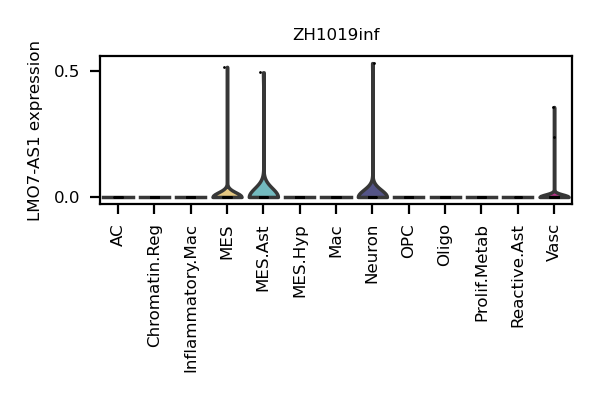 ZH1019inf
LMO7-AS1 expression
0.5
0.0
AC
Chromatin.Reg
Inflammatory.Mac
MES
MES.Ast
MES.Hyp
Mac
Neuron
OPC
Oligo
Prolif.Metab
Reactive.Ast
Vasc